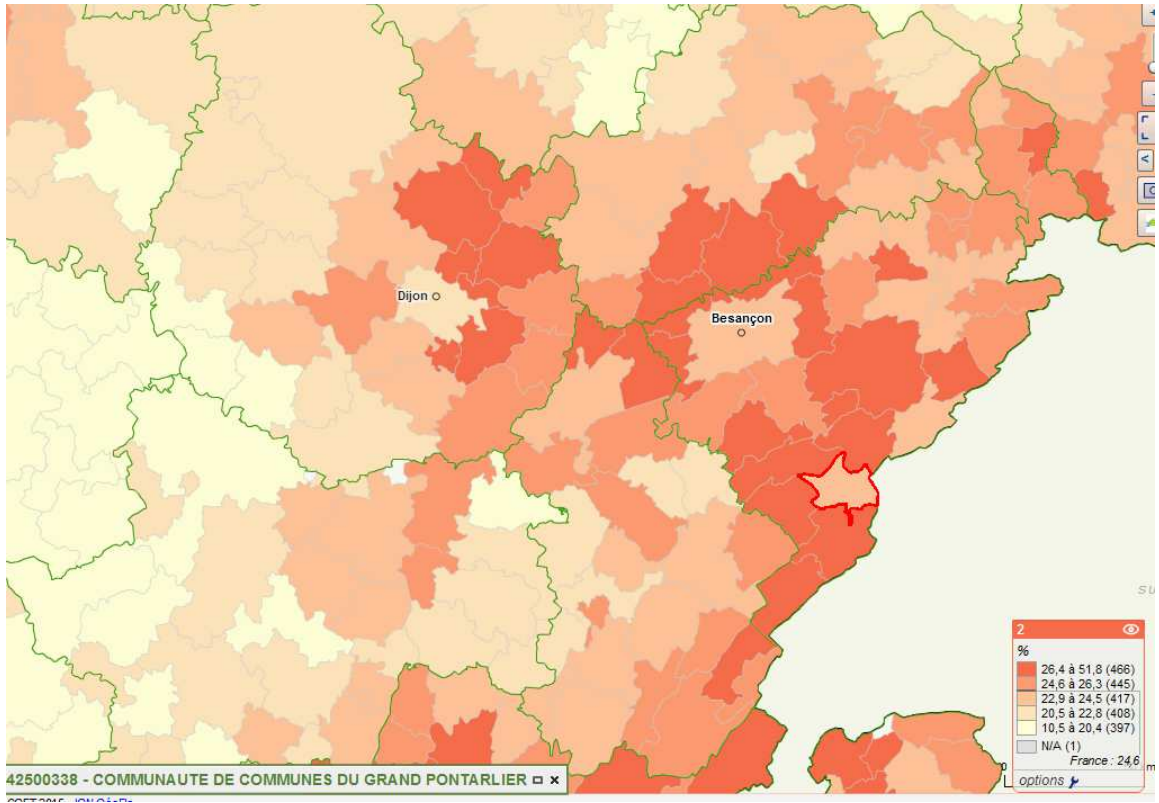 Dijon
Besançon
su
2
%
26,4 à 51,8 (466)
24,6 à 26,3 (445)
22,9 à 24,5 (417)
20,5 à 22,8 (408)
10,5 à 20,4 (397)
N/A (1)
France : 24,6
0
m
options
42500338 - COMMUNAUTE DE COMMUNES DU GRAND PONTARLIER